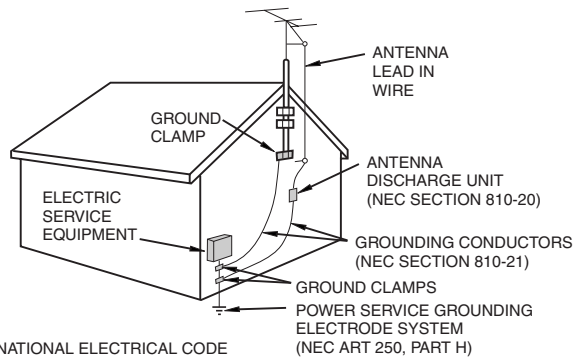 ANTENNA
LEAD IN
WIRE
GROUND
CLAMP
ANTENNA
DISCHARGE UNIT
(NEC SECTION 810-20)
ELECTRIC
SERVICE
EQUIPMENT
GROUNDING CONDUCTORS
(NEC SECTION 810-21)
GROUND CLAMPS
POWER SERVICE GROUNDING
ELECTRODE SYSTEM
(NEC ART 250, PART H)
NATIONAL ELECTRICAL CODE